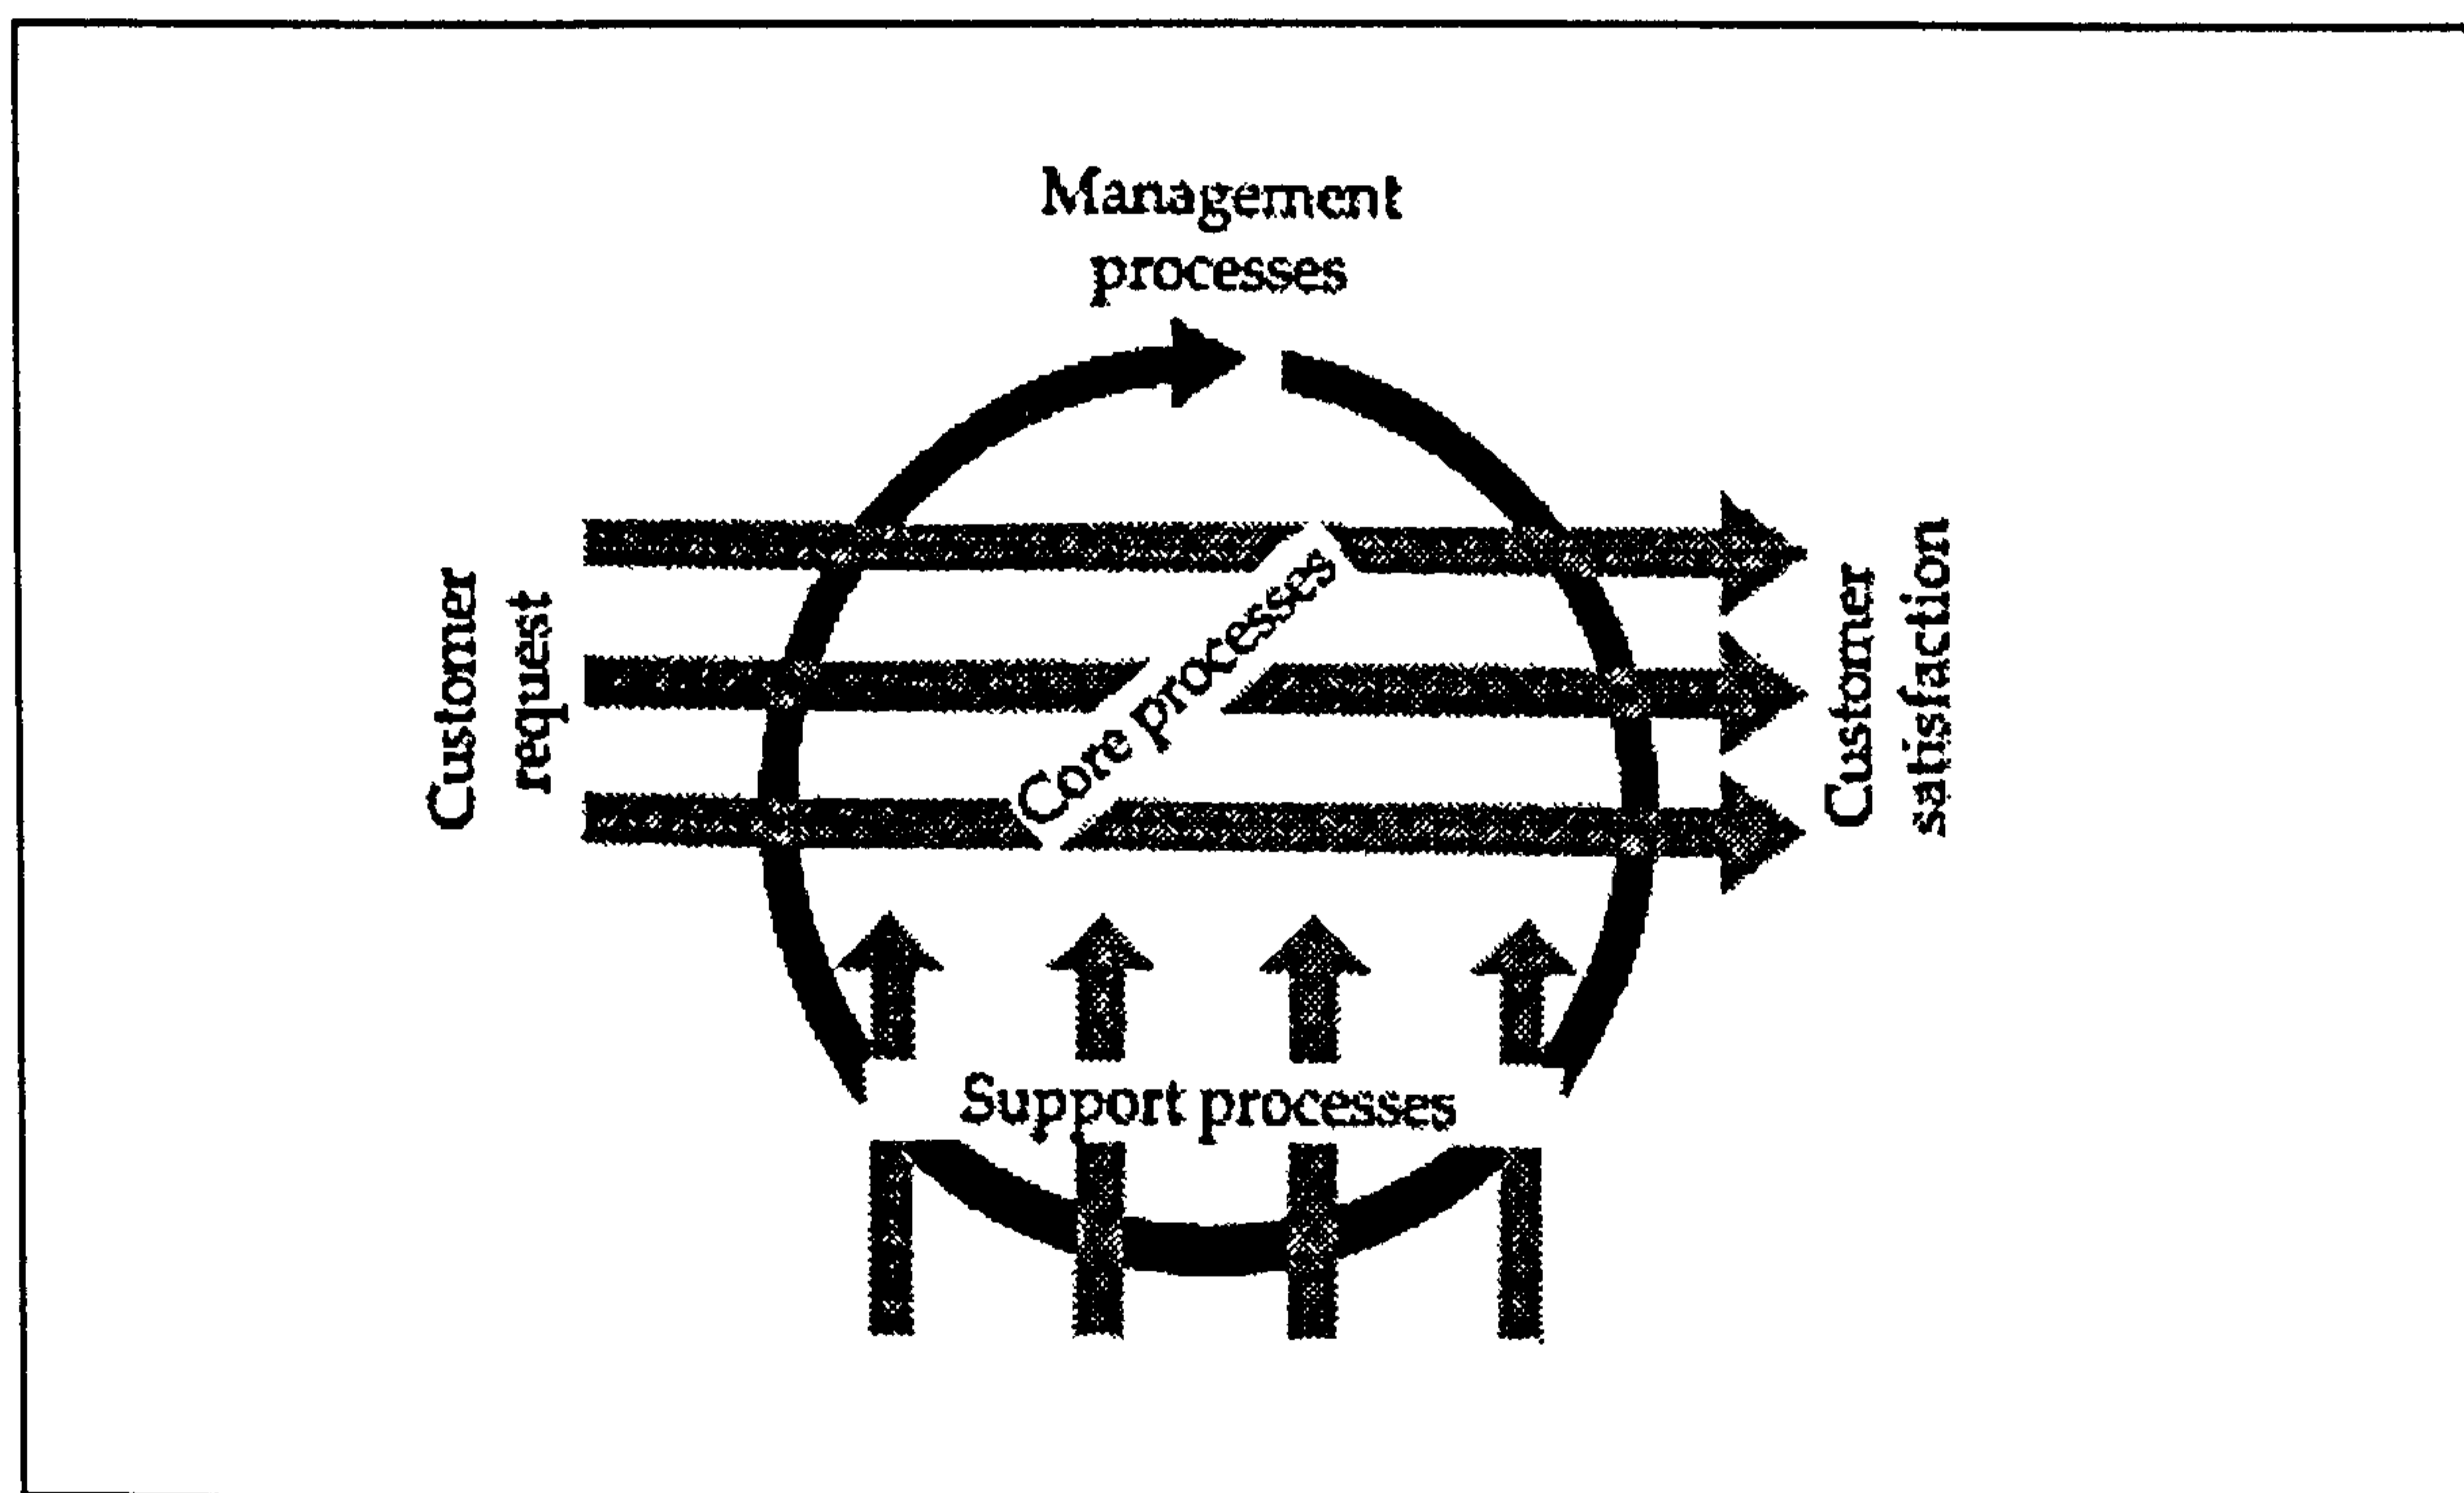 Management
processes
Customer
request
Core processes
Customer
satisfaction
Support processes